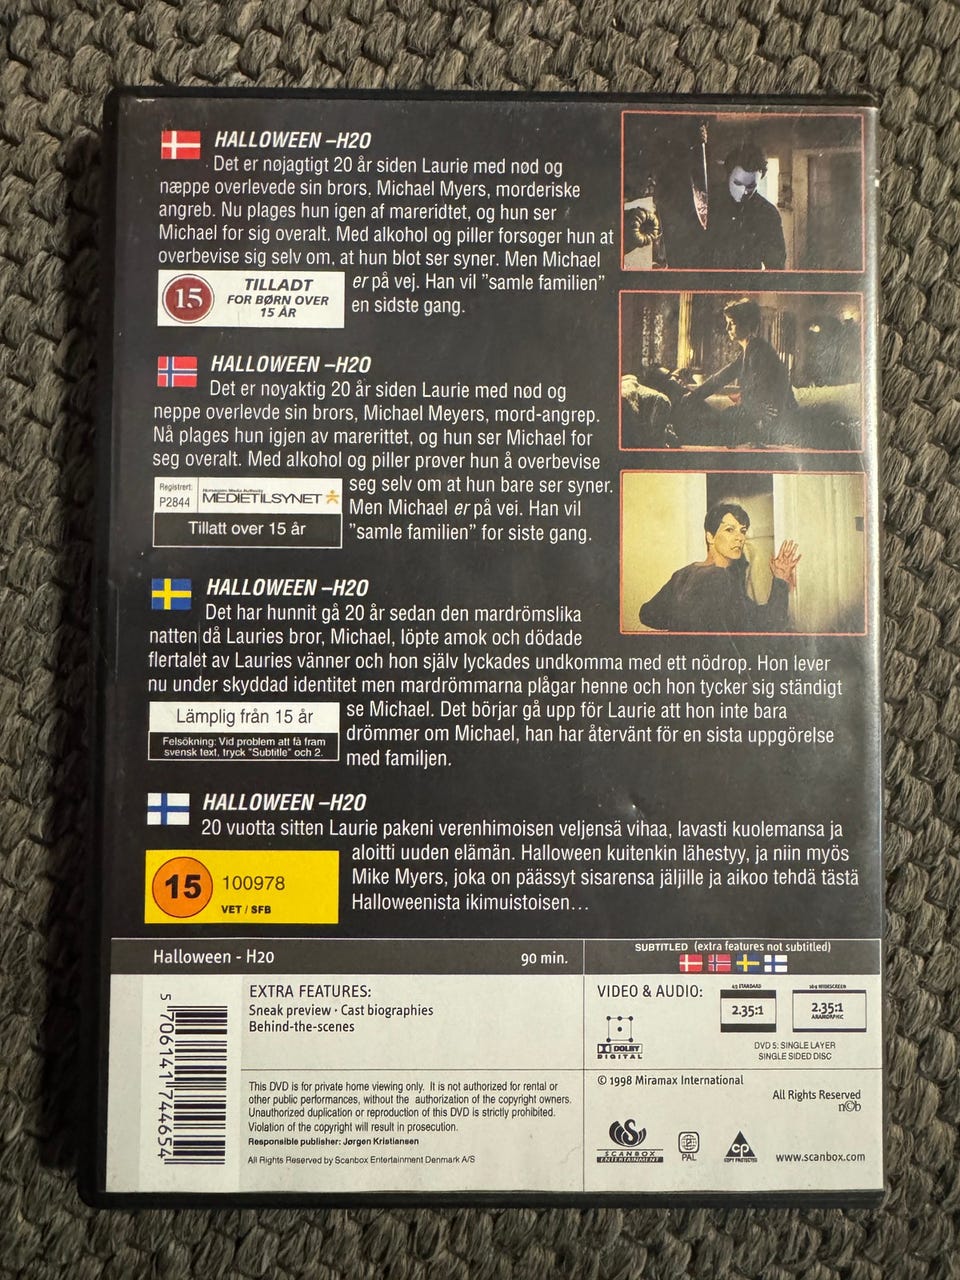 HALLOWEEN –H2O
Det er nøjagtigt 20 år siden Laurie med nød og
næppe overlevede sin brors, Michael Myers, morderiske
angreb. Nu plages hun igen af mareridtet, og hun ser
Michael for sig overalt. Med alkohol og piller forsøger hun at
overbevise sig selv om, at hun blot ser syner. Men Michael
er på vej. Han vil ”samle familien”
en sidste gang.
15
TILLADT
FOR BØRN OVER
15 ÅR
HALLOWEEN –H2O
Det er nøyaktig 20 år siden Laurie med nød og
neppe overlevde sin brors, Michael Meyers, mord-angrep.
Nå plages hun igjen av marerittet, og hun ser Michael for
seg overalt. Med alkohol og piller prøver hun å overbevise
seg selv om at hun bare ser syner.
Men Michael er på vei. Han vil
”samle familien” for siste gang.
Registrert:
P2844
Norwegian Media Authority
MEDIETILSYNET
Tillatt over 15 år
HALLOWEEN –H2O
Det har hunnit gå 20 år sedan den mardrömslika
natten då Lauries bror, Michael, löpte amok och dödade
flertalet av Lauries vänner och hon själv lyckades undkomma med ett nödrop. Hon lever
nu under skyddad identitet men mardrömmarna plågar henne och hon tycker sig ständigt
se Michael. Det börjar gå upp för Laurie att hon inte bara
drömmer om Michael, han har återvänt för en sista uppgörelse
med familjen.
Lämplig från 15 år
Felsökning: Vid problem att få fram
svensk text, tryck "Subtitle" och 2.
HALLOWEEN –H2O
20 vuotta sitten Laurie pakeni verenhimoisen veljensä vihaa, lavasti kuolemansa ja
aloitti uuden elämän. Halloween kuitenkin lähestyy, ja niin myös
Mike Myers, joka on päässyt sisarensa jäljille ja aikoo tehdä tästä
Halloweenista ikimuistoisen…
15
100978
VET / SFB
Halloween - H20
90 min.
SUBTITLED (extra features not subtitled)
5 706141 744654
EXTRA FEATURES:
Sneak preview · Cast biographies
Behind-the-scenes
VIDEO & AUDIO:
DOLBY
DIGITAL
4:3 STANDARD
2.35:1
16:9 WIDESCREEN
2.35:1
ANAMORPHIC
DVD 5: SINGLE LAYER
SINGLE SIDED DISC
This DVD is for private home viewing only. It is not authorized for rental or
other public performances, without the authorization of the copyright owners.
Unauthorized duplication or reproduction of this DVD is strictly prohibited.
Violation of the copyright will result in prosecution.
Responsible publisher: Jørgen Kristiansen
All Rights Reserved by Scanbox Entertainment Denmark A/S
© 1998 Miramax International
All Rights Reserved
n©b
SCANBOX
ENTERTAINMENT
PAL
CP
COPY PROTECTED
www.scanbox.com